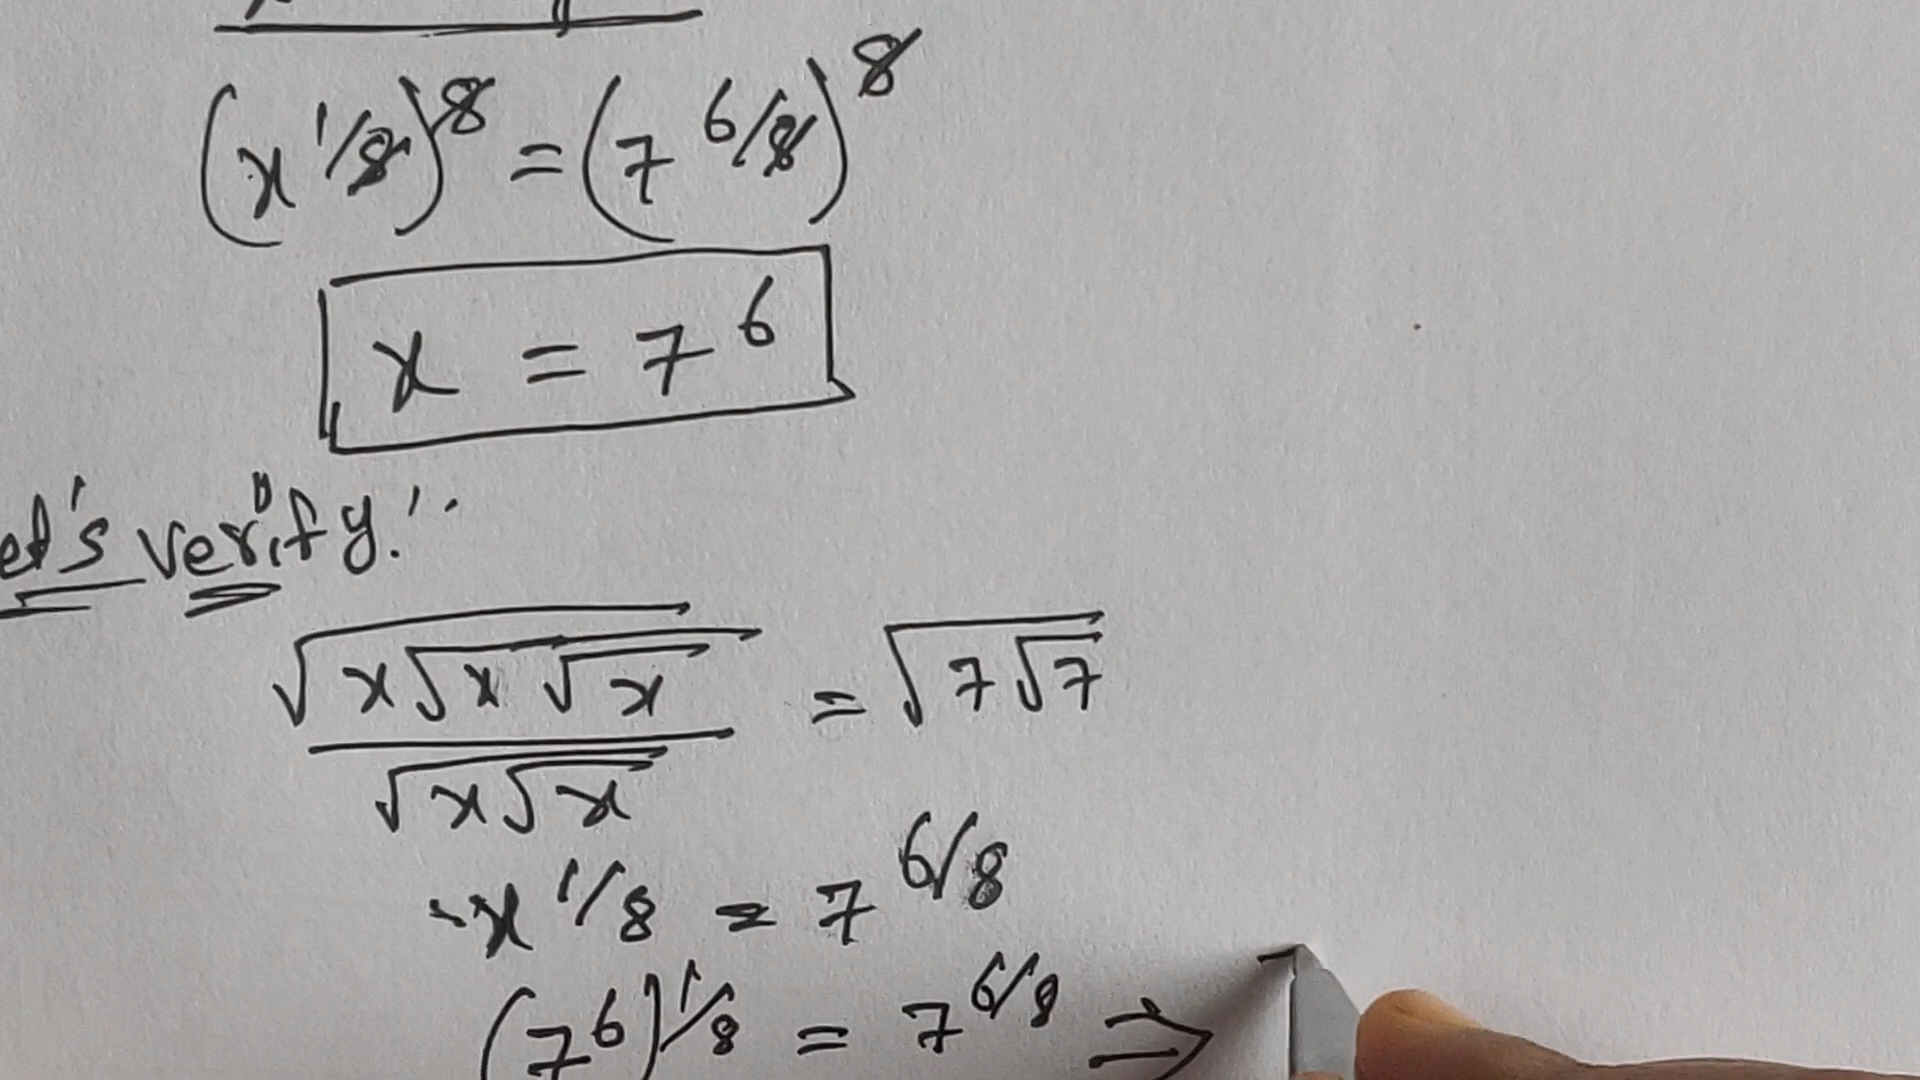 (x^1/8)^8 = (7^6/8)^8
x = 7^6
et's verify:
√(x√(x√x)) / √(x√x) = √(7√7)
x^1/8 = 7^6/8
(7^6)^1/8 = 7^6/8 ⇒